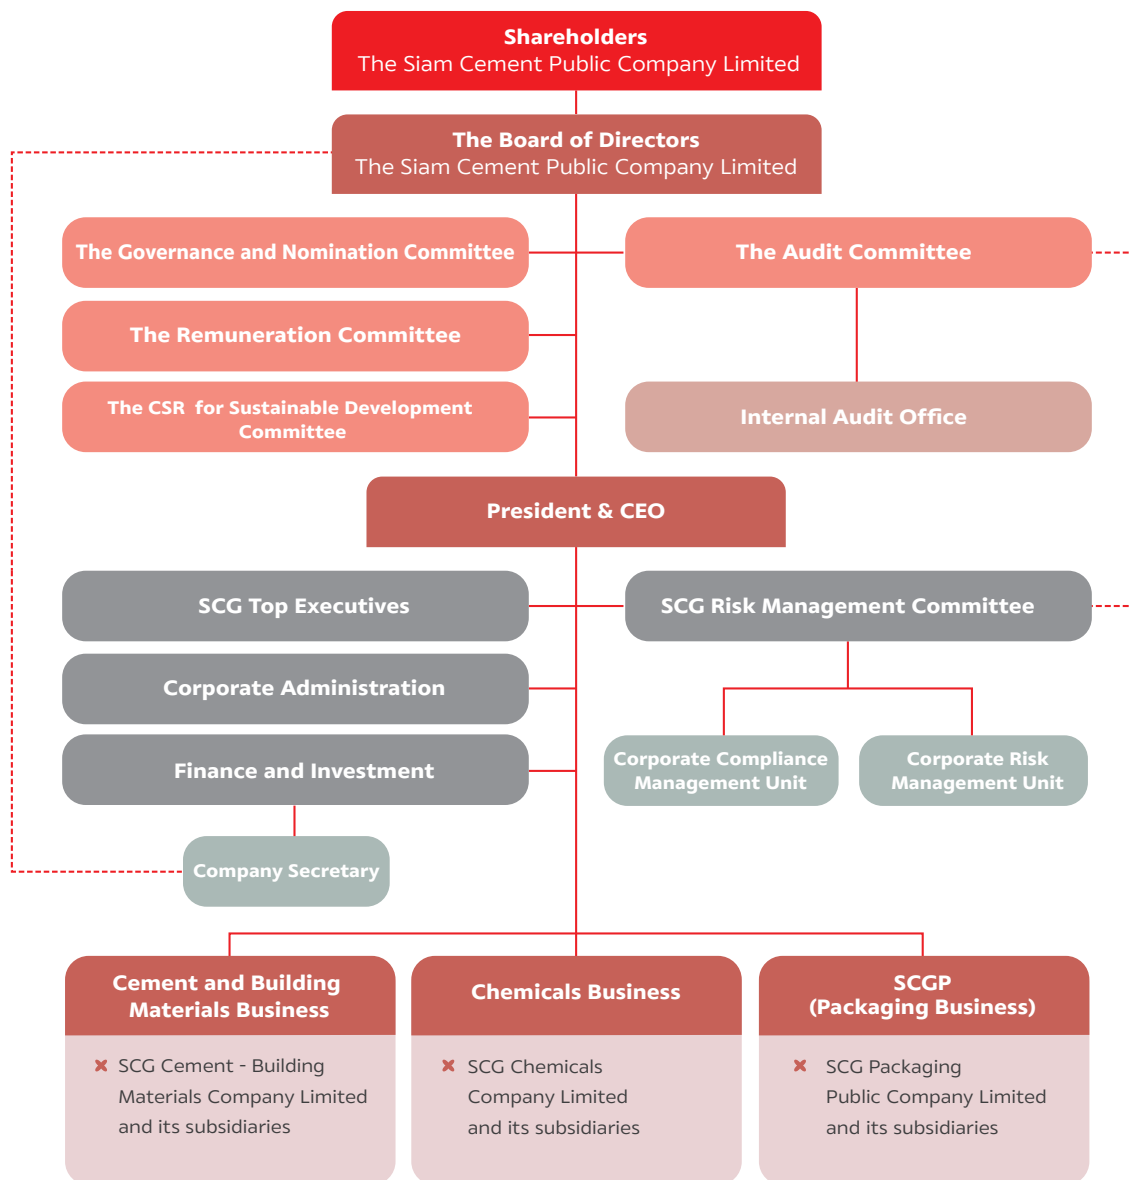 Shareholders
The Siam Cement Public Company Limited
The Board of Directors
The Siam Cement Public Company Limited
The Governance and Nomination Committee
The Audit Committee
The Remuneration Committee
The CSR for Sustainable Development
Committee
Internal Audit Office
President & CEO
SCG Top Executives
SCG Risk Management Committee
Corporate Administration
Finance and Investment
Corporate Compliance
Management Unit
Corporate Risk
Management Unit
Company Secretary
Cement and Building
Materials Business
SCG Cement - Building
Materials Company Limited
and its subsidiaries
Chemicals Business
SCG Chemicals
Company Limited
and its subsidiaries
SCGP
(Packaging Business)
SCG Packaging
Public Company Limited
and its subsidiaries